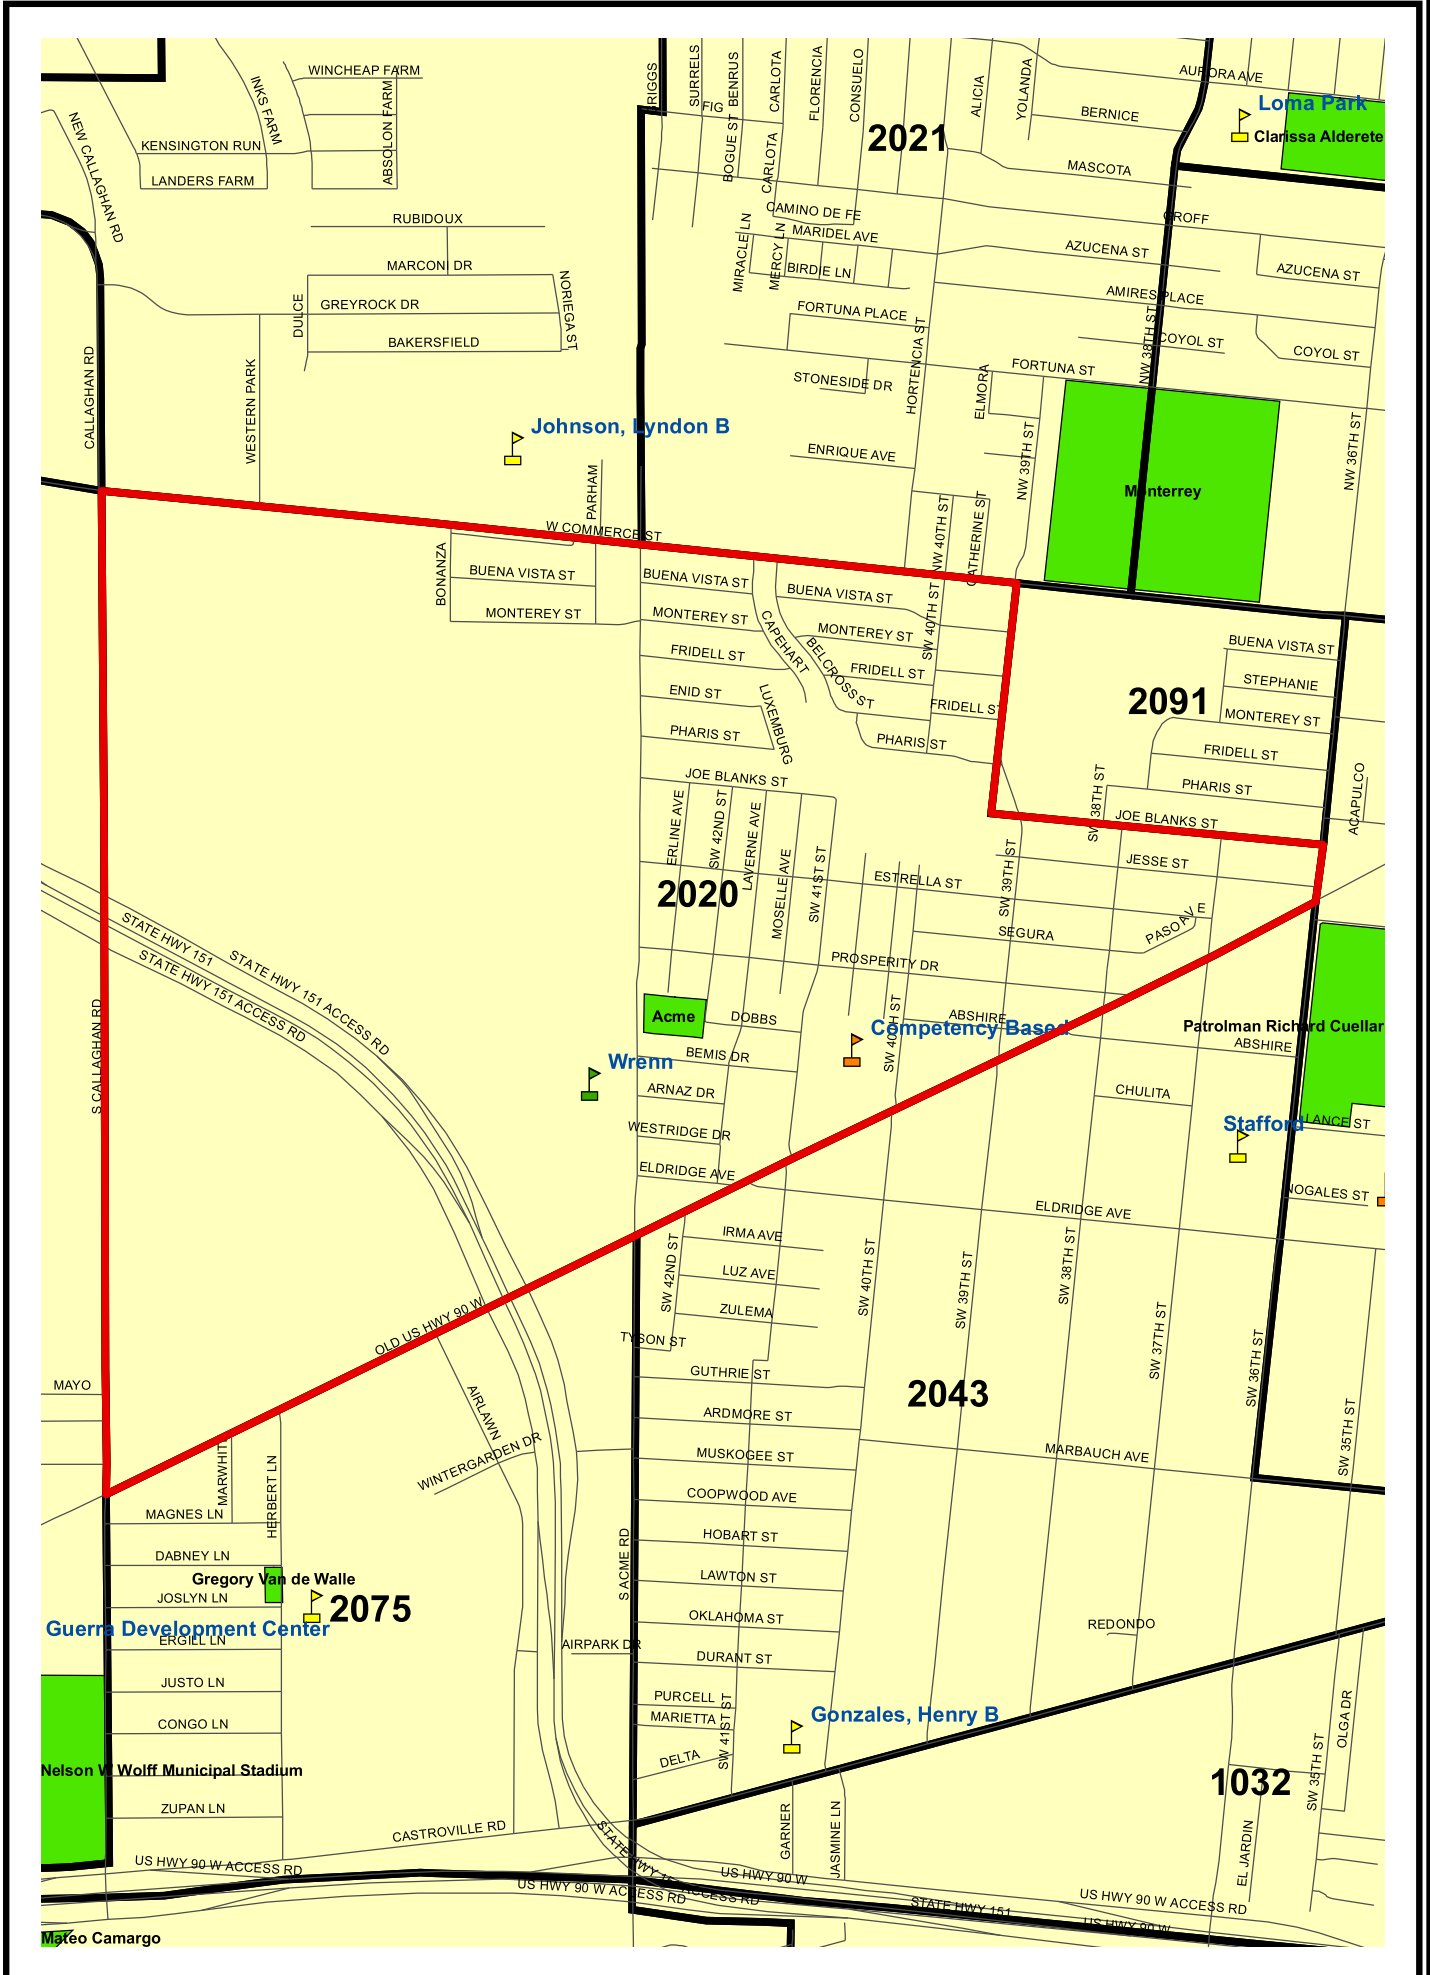 WINCHEAP FARM
INKS FARM
ABSOLON FARM
KENSINGTON RUN
LANDERS FARM
NEW CALLAGHAN RD
RUBIDOUX
MARCONI DR
GREYROCK DR
BAKERSFIELD
DULCE
NORIEGA ST
CALLAGHAN RD
WESTERN PARK
Johnson, Lyndon B
PARHAM
W COMMERCE ST
SURRELS
BENRUS
CARLOTA
FLORENCIA
CONSUELO
FIG
BOGUE ST
CARLOTA
2021
ALICIA
YOLANDA
BERNICE
MASCOTA
AURORA AVE
Loma Park
Clarissa Alderete
CAMINO DE FE
MARIDEL AVE
MIRACLE LN
MERCY LN
BIRDIE LN
GROFF
AZUCENA ST
AZUCENA ST
AMIRES PLACE
FORTUNA PLACE
COYOL ST
COYOL ST
NW 38TH ST
HORTENCIA ST
FORTUNA ST
STONESIDE DR
ELMORA
ENRIQUE AVE
NW 39TH ST
NW 36TH ST
Monterrey
NW 40TH ST
CATHERINE ST
BONANZA
BUENA VISTA ST
MONTEREY ST
BUENA VISTA ST
BUENA VISTA ST
MONTEREY ST
MONTEREY ST
SW 40TH ST
CAPEHART
BELCROSS ST
FRIDELL ST
FRIDELL ST
FRIDELL ST
ENID ST
LUXEMBURG
PHARIS ST
PHARIS ST
BUENA VISTA ST
STEPHANIE
2091
MONTEREY ST
FRIDELL ST
PHARIS ST
JOE BLANKS ST
SW 38TH ST
ACAPULCO
JOE BLANKS ST
ERLINE AVE
SW 42ND ST
LAVERNE AVE
MOSELLE AVE
SW 41ST ST
2020
ESTRELLA ST
SW 39TH ST
JESSE ST
SEGURA
PASO AVE
PROSPERITY DR
STATE HWY 151
STATE HWY 151 ACCESS RD
STATE HWY 151 ACCESS RD
S CALLAGHAN RD
Acme
DOBBS
BEMIS DR
Wrenn
ARNAZ DR
WESTRIDGE DR
ELDRIDGE AVE
SW 40TH ST
ABSHIRE
Competency Based
Patrolman Richard Cuellar
ABSHIRE
CHULITA
Stafford
LANCE ST
NOGALES ST
ELDRIDGE AVE
IRMA AVE
LUZ AVE
ZULEMA
SW 42ND ST
TYSON ST
SW 40TH ST
SW 39TH ST
SW 38TH ST
SW 37TH ST
SW 36TH ST
SW 35TH ST
OLD US HWY 90 W
MAYO
AIRLAWN
WINTERGARDEN DR
GUTHRIE ST
ARDMORE ST
MUSKOGEE ST
COOPWOOD AVE
HOBART ST
LAWTON ST
OKLAHOMA ST
DURANT ST
PURCELL
MARIETTA
DELTA
SW 41ST ST
2043
MARBAUCH AVE
REDONDO
S ACME RD
AIRPARK DR
HERBERT LN
MAGNES LN
DABNEY LN
Gregory Van de Walle
JOSLYN LN
2075
Guerra Development Center
ERGILL LN
JUSTO LN
CONGO LN
Nelson W Wolff Municipal Stadium
ZUPAN LN
CASTROVILLE RD
US HWY 90 W ACCESS RD
US HWY 90 W ACCESS RD
Gonzales, Henry B
GARNER
JASMINE LN
US HWY 90 W
STATE HWY 151
US HWY 90 W ACCESS RD
US HWY 90 W
1032
OLGA DR
SW 35TH ST
EL JARDIN
Mateo Camargo